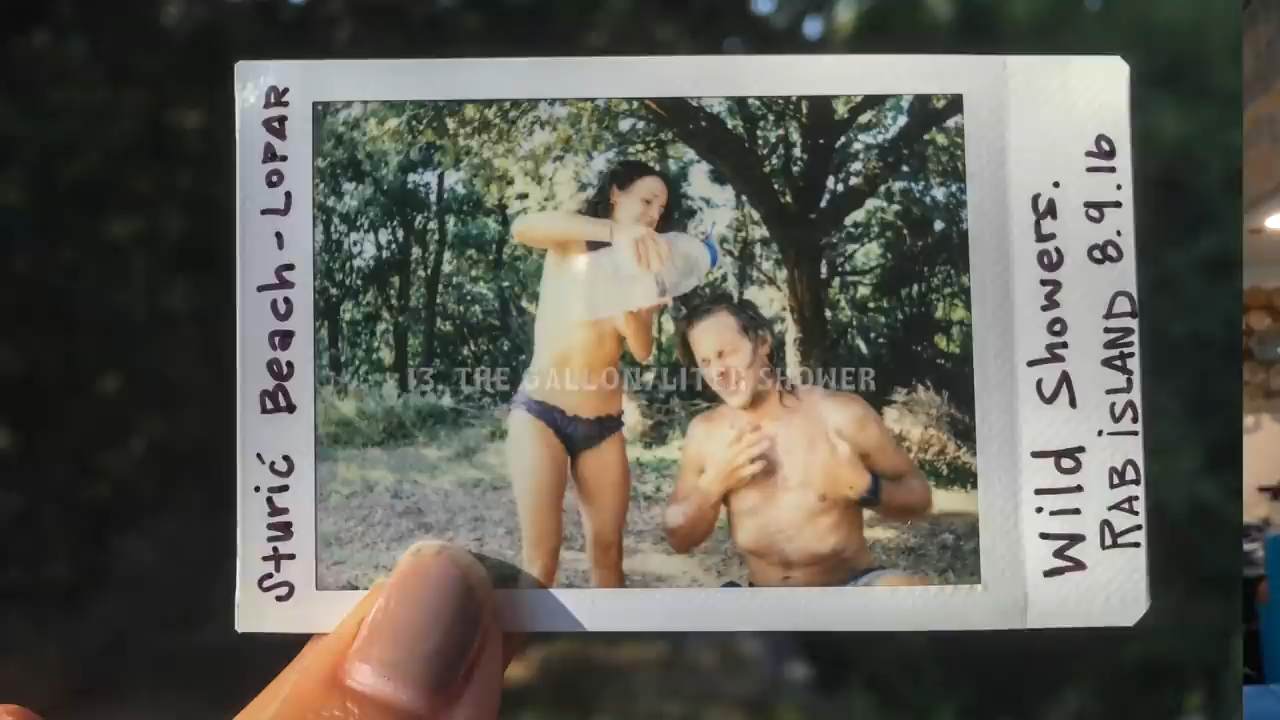 Sturić Beach - LOPAR
13. THE GALLON/LITER SHOWER
Wild Showers.
RAB iSLAND 8.9.16